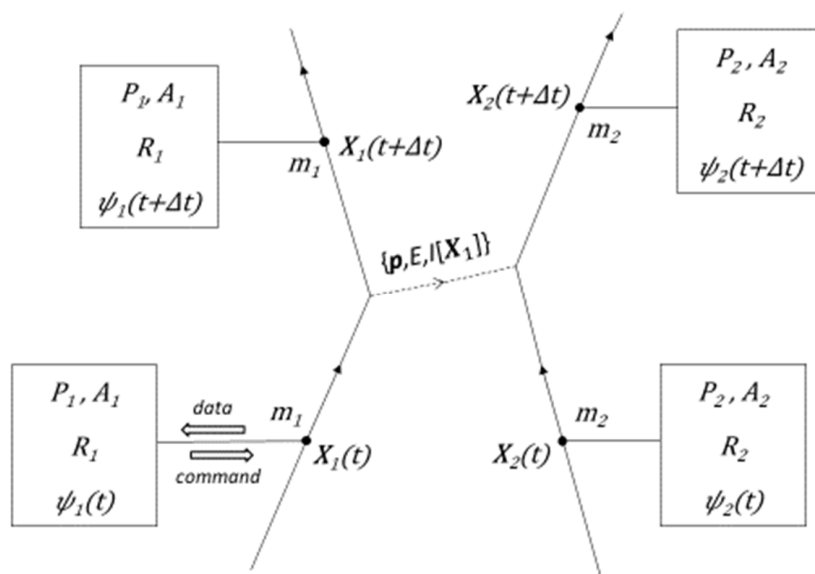 P₁, A₁
R₁
ψ₁(t+Δt)
m₁
X₁(t+Δt)
X₂(t+Δt)
m₂
P₂, A₂
R₂
ψ₂(t+Δt)
{p,E,I[X₁]}
P₁, A₁
R₁
ψ₁(t)
data
command
m₁
X₁(t)
X₂(t)
m₂
P₂, A₂
R₂
ψ₂(t)